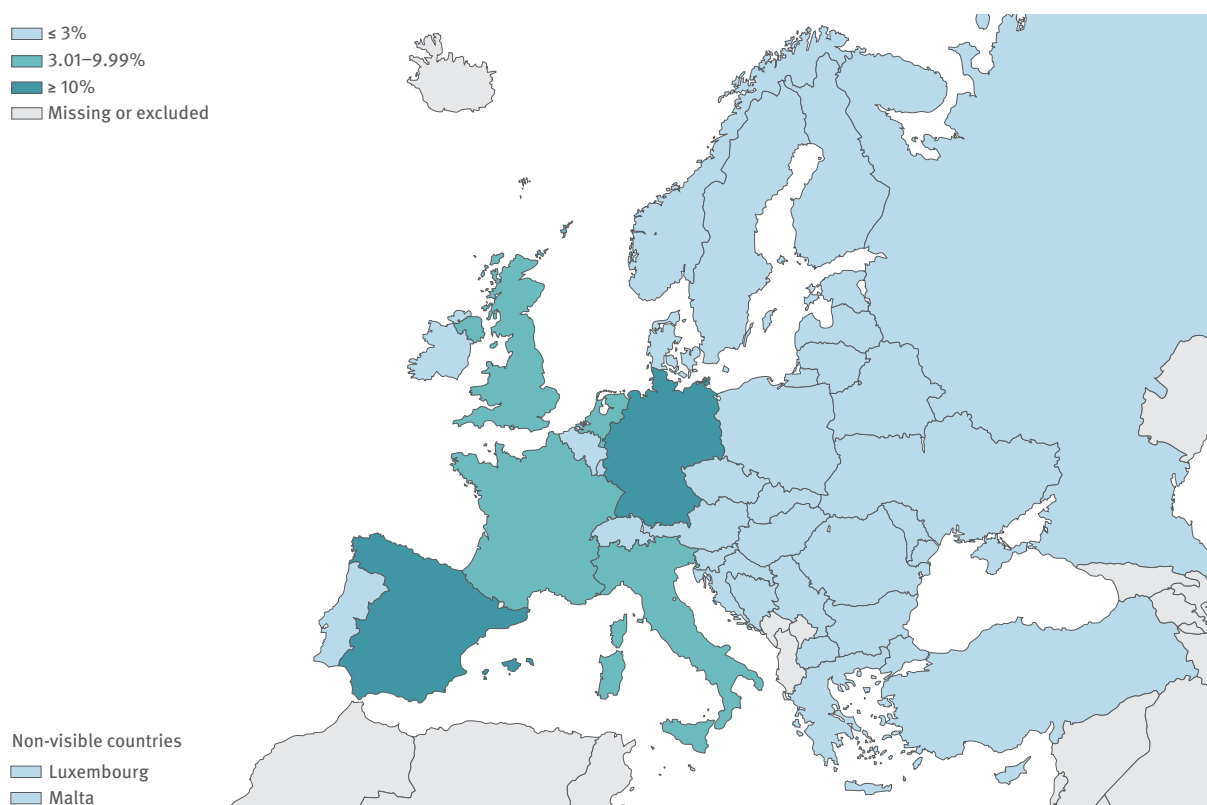 ≤ 3%
3.01–9.99%
≥ 10%
Missing or excluded
Non-visible countries
Luxembourg
Malta